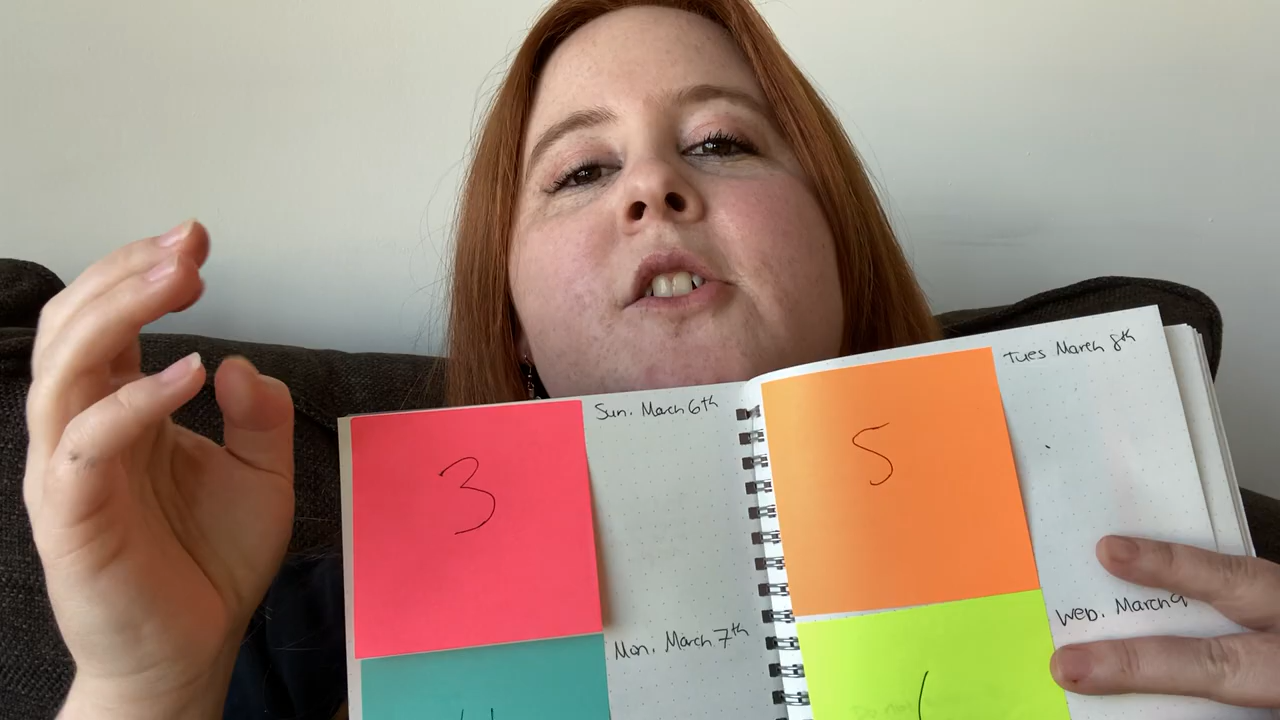 3
Sun. March 6th
Mon. March 7th
5
Tues March 8th
Wed. March 9